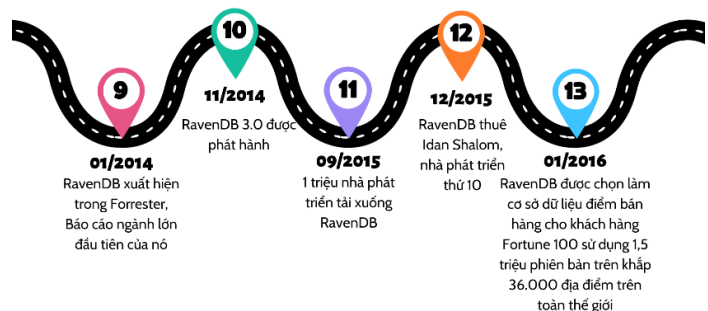 9
01/2014
RavenDB xuất hiện
trong Forrester,
Báo cáo ngành lớn
đầu tiên của nó
10
11/2014
RavenDB 3.0 được
phát hành
11
09/2015
1 triệu nhà phát
triển tải xuống
RavenDB
12
12/2015
RavenDB thuê
Idan Shalom,
nhà phát triển
thứ 10
13
01/2016
RavenDB được chọn làm
cơ sở dữ liệu điểm bán
hàng cho khách hàng
Fortune 100 sử dụng 1,5
triệu phiên bản trên khắp
36.000 địa điểm trên
toàn thế giới